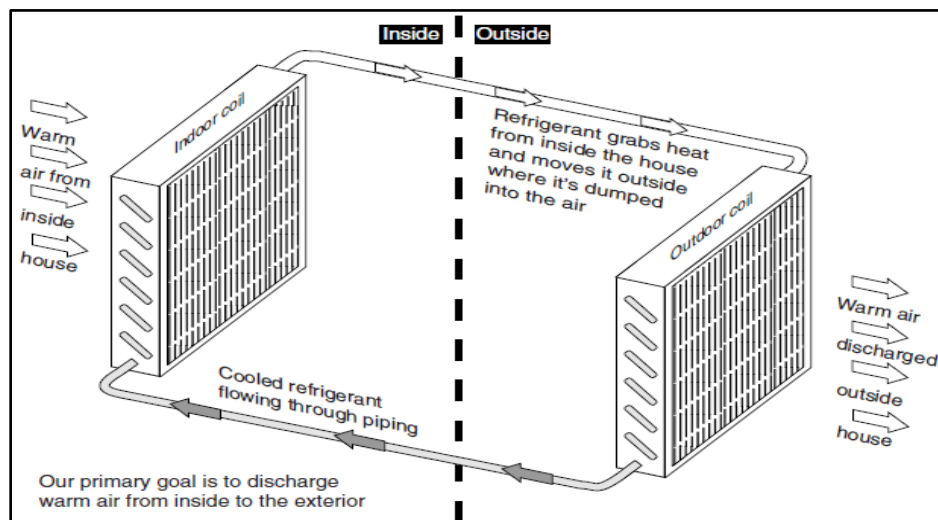 Inside
Outside
Indoor coil
Warm
air from
inside
house
Refrigerant grabs heat
from inside the house
and moves it outside
where it's dumped
into the air
Outdoor coil
Warm air
discharged
outside
house
Cooled refrigerant
flowing through piping
Our primary goal is to discharge
warm air from inside to the exterior